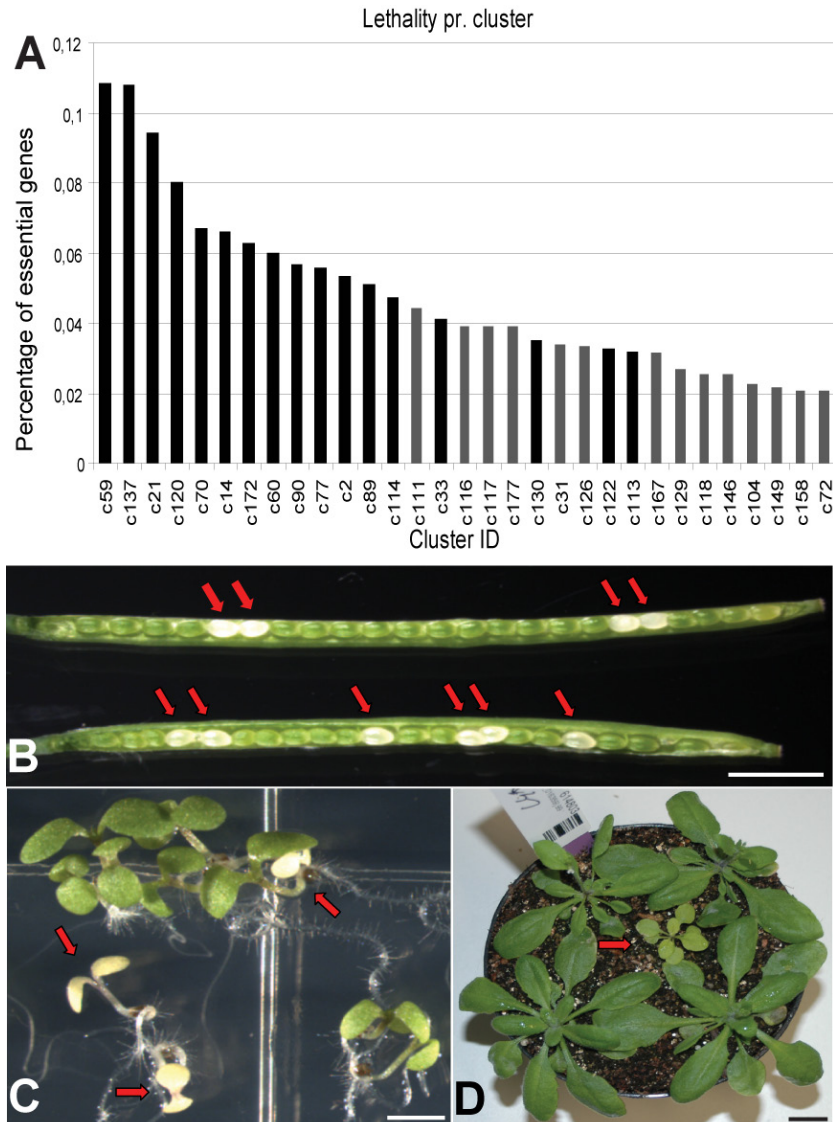 Lethality pr. cluster
A
Percentage of essential genes
0,12
0,1
0,08
0,06
0,04
0,02
0
c59 c137 c21 c120 c70 c14 c172 c60 c90 c77 c2 c89 c114 c111 c33 c116 c117 c177 c130 c31 c126 c122 c113 c167 c129 c118 c146 c104 c149 c158 c72
Cluster ID
B
C
D